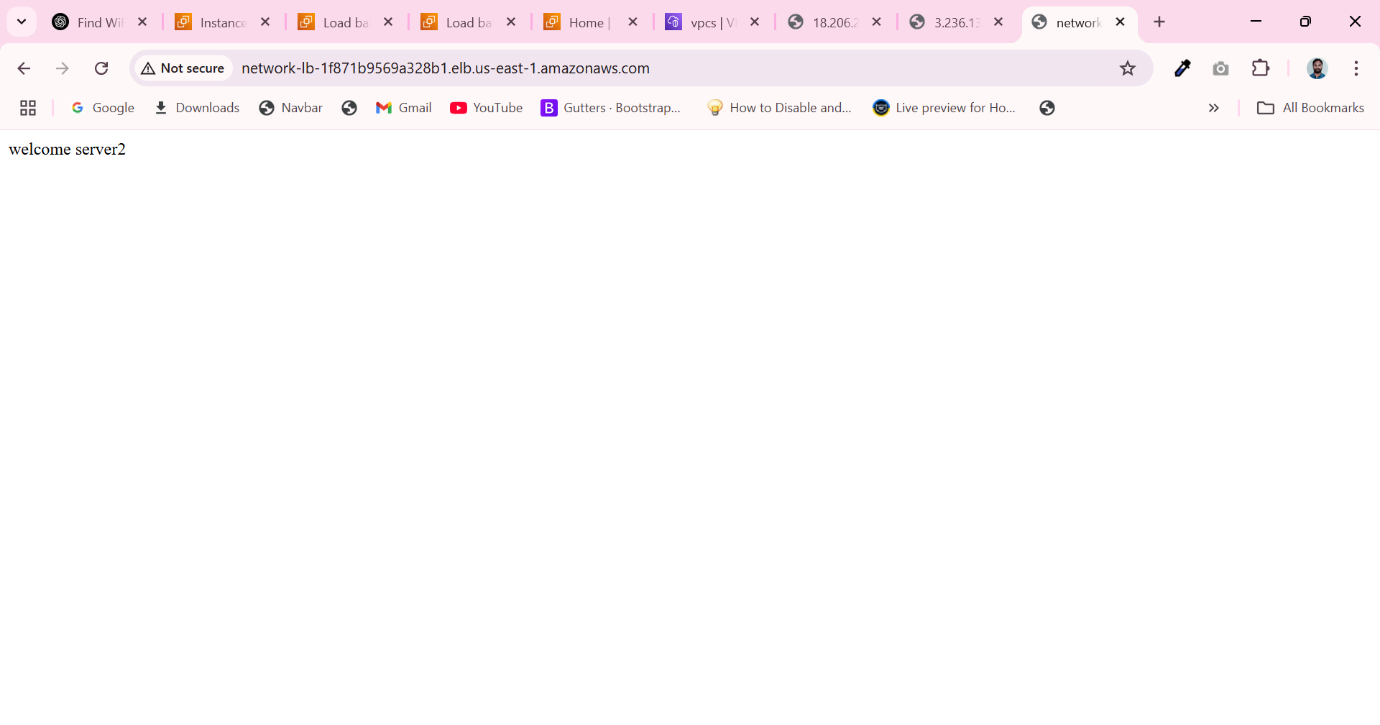 Find Wi Instance Load ba Load ba Home | vpcs | V 18.206.2 3.236.13 network
Not secure network-lb-1f871b9569a328b1.elb.us-east-1.amazonaws.com
Google Downloads Navbar Gmail YouTube B Gutters · Bootstrap... How to Disable and... Live preview for Ho... » All Bookmarks
welcome server2